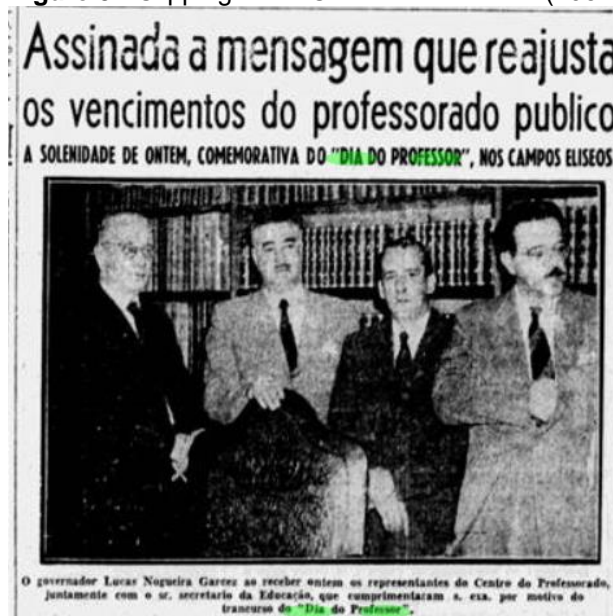 Assinada a mensagem que reajusta
os vencimentos do professorado publico
A SOLENIDADE DE ONTEM, COMEMORATIVA DO "DIA DO PROFESSOR", NOS CAMPOS ELISEOS
O governador Lucas Nogueira Garcez ao receber ontem os representantes do Centro do Professorado,
juntamente com o sr. secretario da Educação, que cumprimentaram s. exa. por motivo do
transcurso do "Dia do Professor".